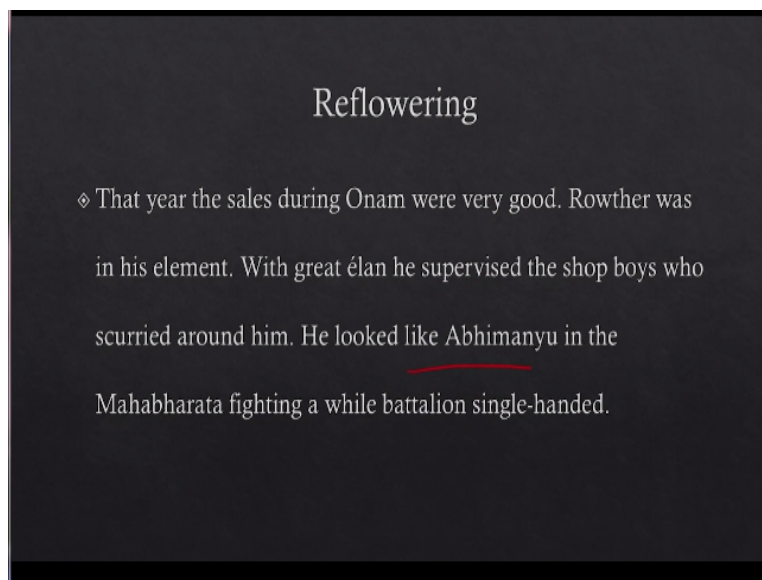 Reflowering
That year the sales during Onam were very good. Rowther was
in his element. With great élan he supervised the shop boys who
scurried around him. He looked like Abhimanyu in the
Mahabharata fighting a while battalion single-handed.